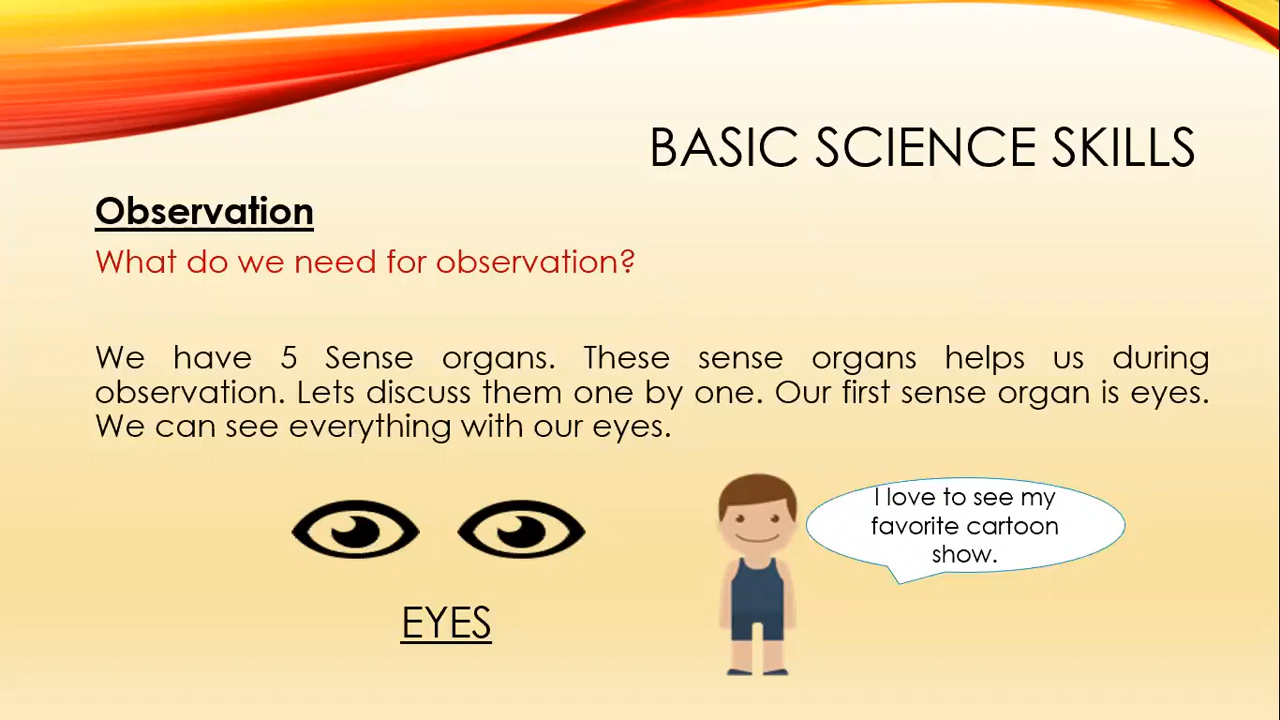 BASIC SCIENCE SKILLS
Observation
What do we need for observation?
We have 5 Sense organs. These sense organs helps us during
observation. Lets discuss them one by one. Our first sense organ is eyes.
We can see everything with our eyes.
I love to see my
favorite cartoon
show.
EYES